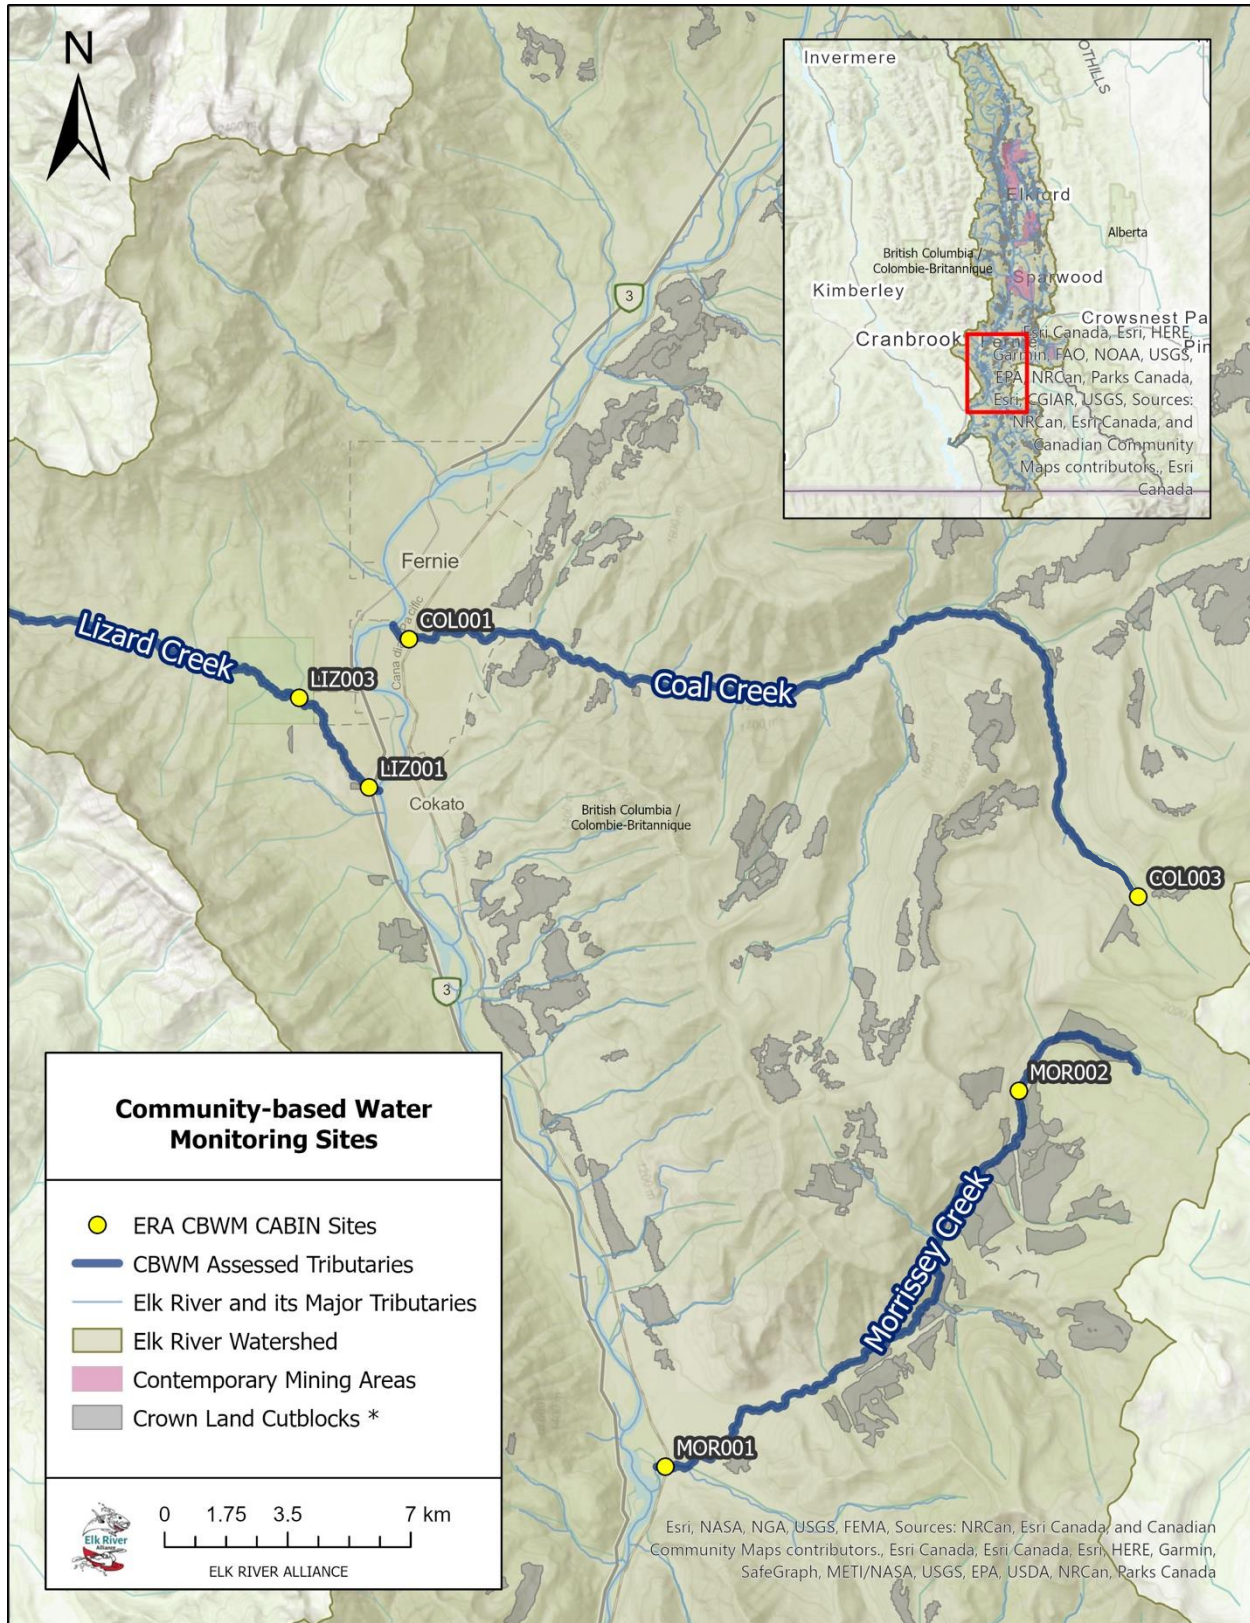 N
Invermere
OTHILLS
Elkford
Alberta
British Columbia /
Colombie-Britannique
Sparwood
Kimberley
Crowsnest Pa
Cranbrook
Fernie
Pin
Esri Canada, Esri, HERE,
Garmin, FAO, NOAA, USGS,
EPA, NRCan, Parks Canada,
Esri, CGIAR, USGS, Sources:
NRCan, Esri Canada, and
Canadian Community
Maps contributors., Esri
Canada
3
Fernie
Canadian Pacific
COL001
Lizard Creek
LIZ003
Coal Creek
LIZ001
Cokato
British Columbia /
Colombie-Britannique
COL003
3
MOR002
Morrissey Creek
MOR001
Community-based Water
Monitoring Sites
ERA CBWM CABIN Sites
CBWM Assessed Tributaries
Elk River and its Major Tributaries
Elk River Watershed
Contemporary Mining Areas
Crown Land Cutblocks *
Elk River
Alliance
0 1.75 3.5 7 km
ELK RIVER ALLIANCE
Esri, NASA, NGA, USGS, FEMA, Sources: NRCan, Esri Canada, and Canadian
Community Maps contributors., Esri Canada, Esri Canada, Esri, HERE, Garmin,
SafeGraph, METI/NASA, USGS, EPA, USDA, NRCan, Parks Canada